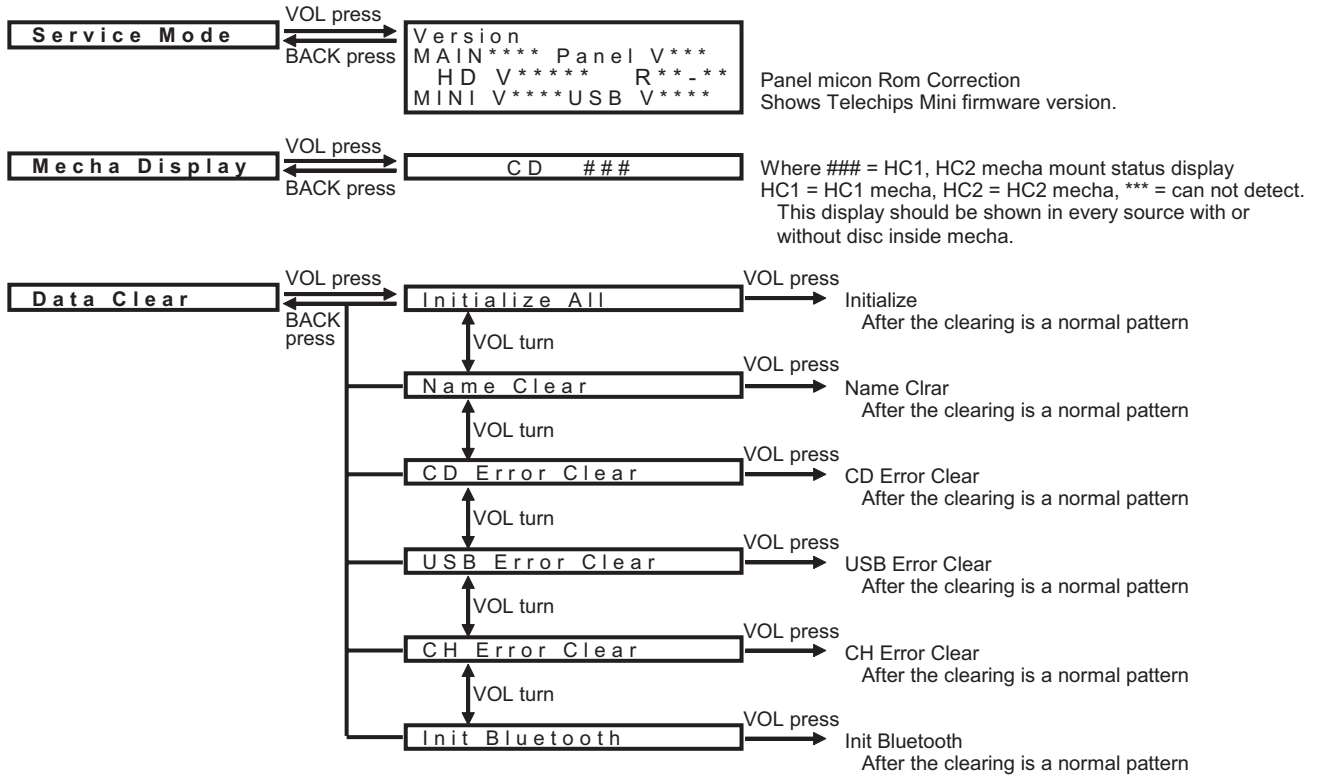 VOL press
Service Mode
BACK press
Version
MAIN**** Panel V***
HD V***** R**-**
MINI V****USB V****
Panel micon Rom Correction
Shows Telechips Mini firmware version.
VOL press
Mecha Display
BACK press
CD ###
Where ### = HC1, HC2 mecha mount status display
HC1 = HC1 mecha, HC2 = HC2 mecha, *** = can not detect.
This display should be shown in every source with or
without disc inside mecha.
VOL press
Data Clear
BACK
press
Initialize All
VOL press
Initialize
After the clearing is a normal pattern
VOL turn
Name Clear
VOL press
Name Clrar
After the clearing is a normal pattern
VOL turn
CD Error Clear
VOL press
CD Error Clear
After the clearing is a normal pattern
VOL turn
USB Error Clear
VOL press
USB Error Clear
After the clearing is a normal pattern
VOL turn
CH Error Clear
VOL press
CH Error Clear
After the clearing is a normal pattern
VOL turn
Init Bluetooth
VOL press
Init Bluetooth
After the clearing is a normal pattern